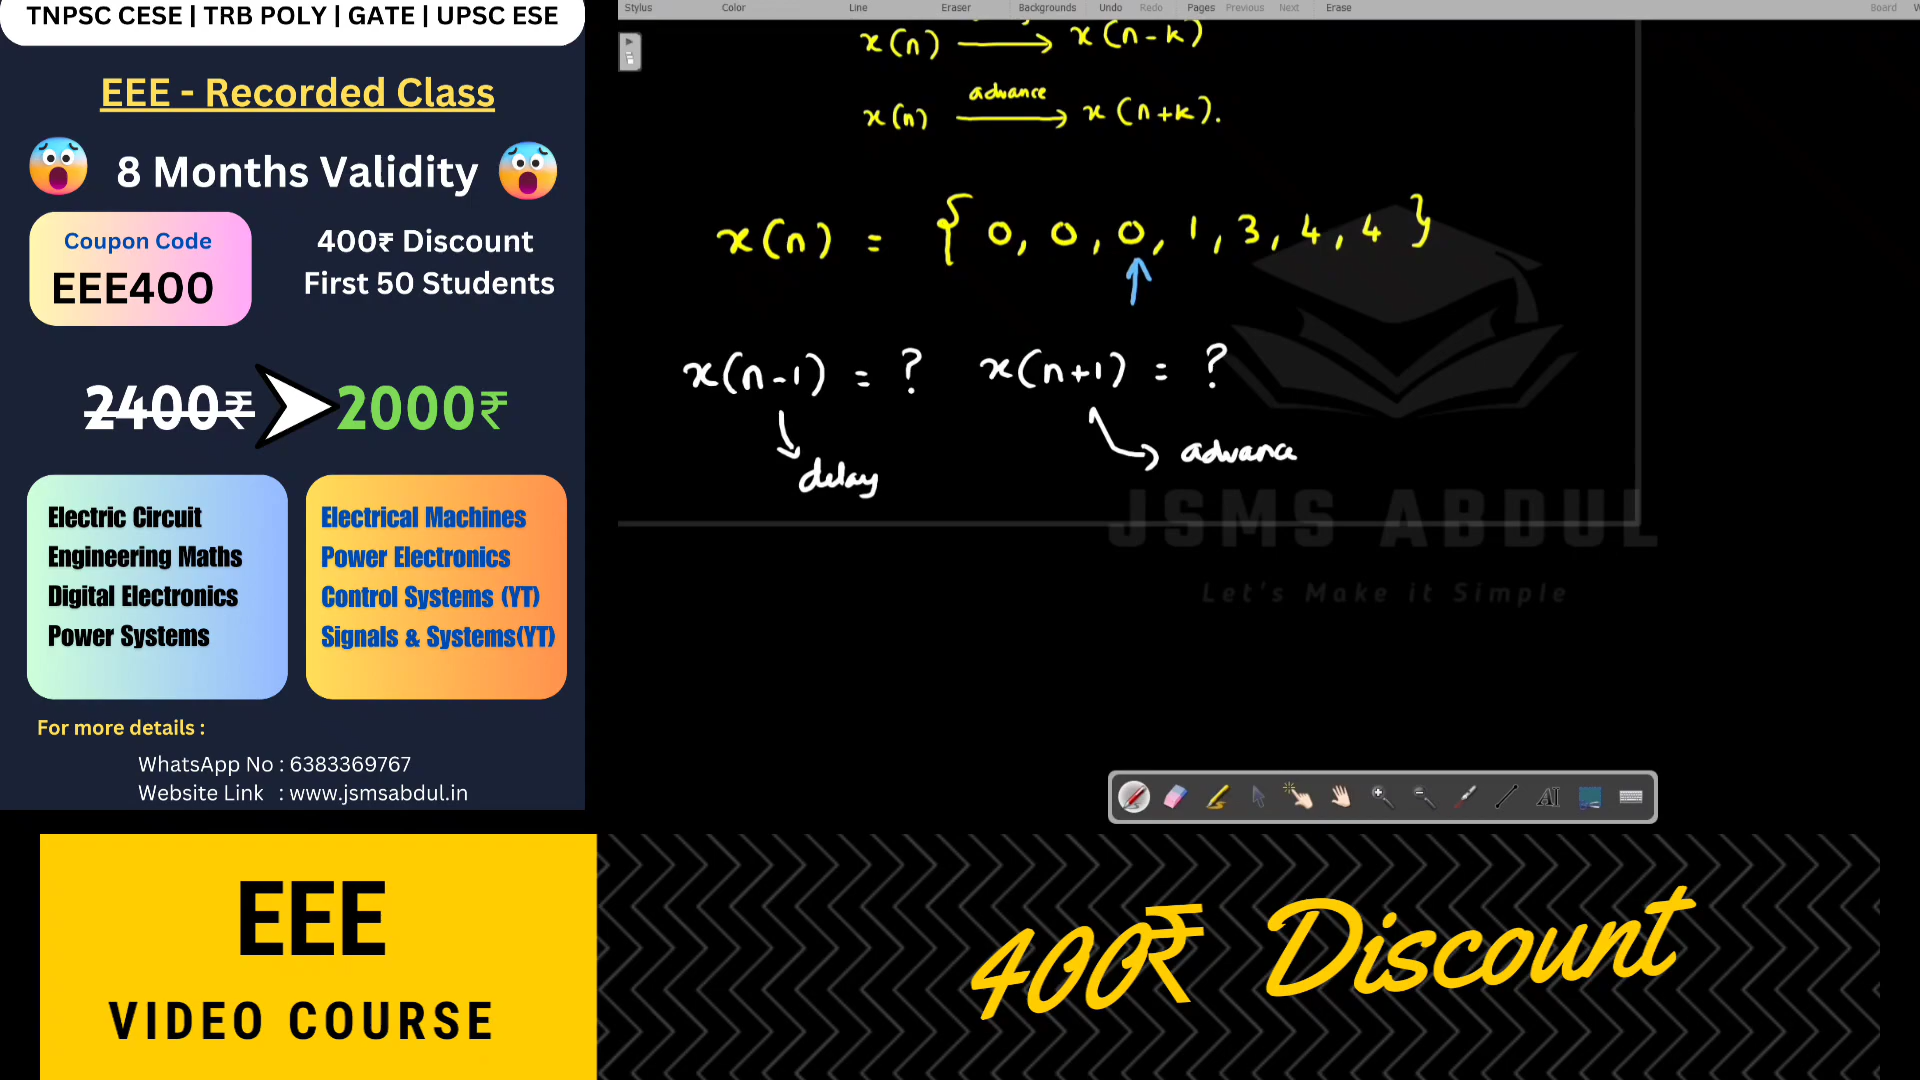 TNPSC CESE | TRB POLY | GATE | UPSC ESE
EEE - Recorded Class
8 Months Validity
Coupon Code
EEE400
400₹ Discount
First 50 Students
2400₹ 2000₹
Electric Circuit
Engineering Maths
Digital Electronics
Power Systems
Electrical Machines
Power Electronics
Control Systems (YT)
Signals & Systems(YT)
For more details :
WhatsApp No : 6383369767
Website Link : www.jsmsabdul.in
Stylus Color Line Eraser Backgrounds Undo Redo Pages Previous Next Erase Board
x(n) → x(n-k)
advance
x(n) → x(n+k).
x(n) = { 0, 0, 0, 1, 3, 4, 4 }
↑
x(n-1) = ? x(n+1) = ?
delay
advance
JSMS ABDUL
Let's Make it Simple
AI
EEE
VIDEO COURSE
400₹ Discount